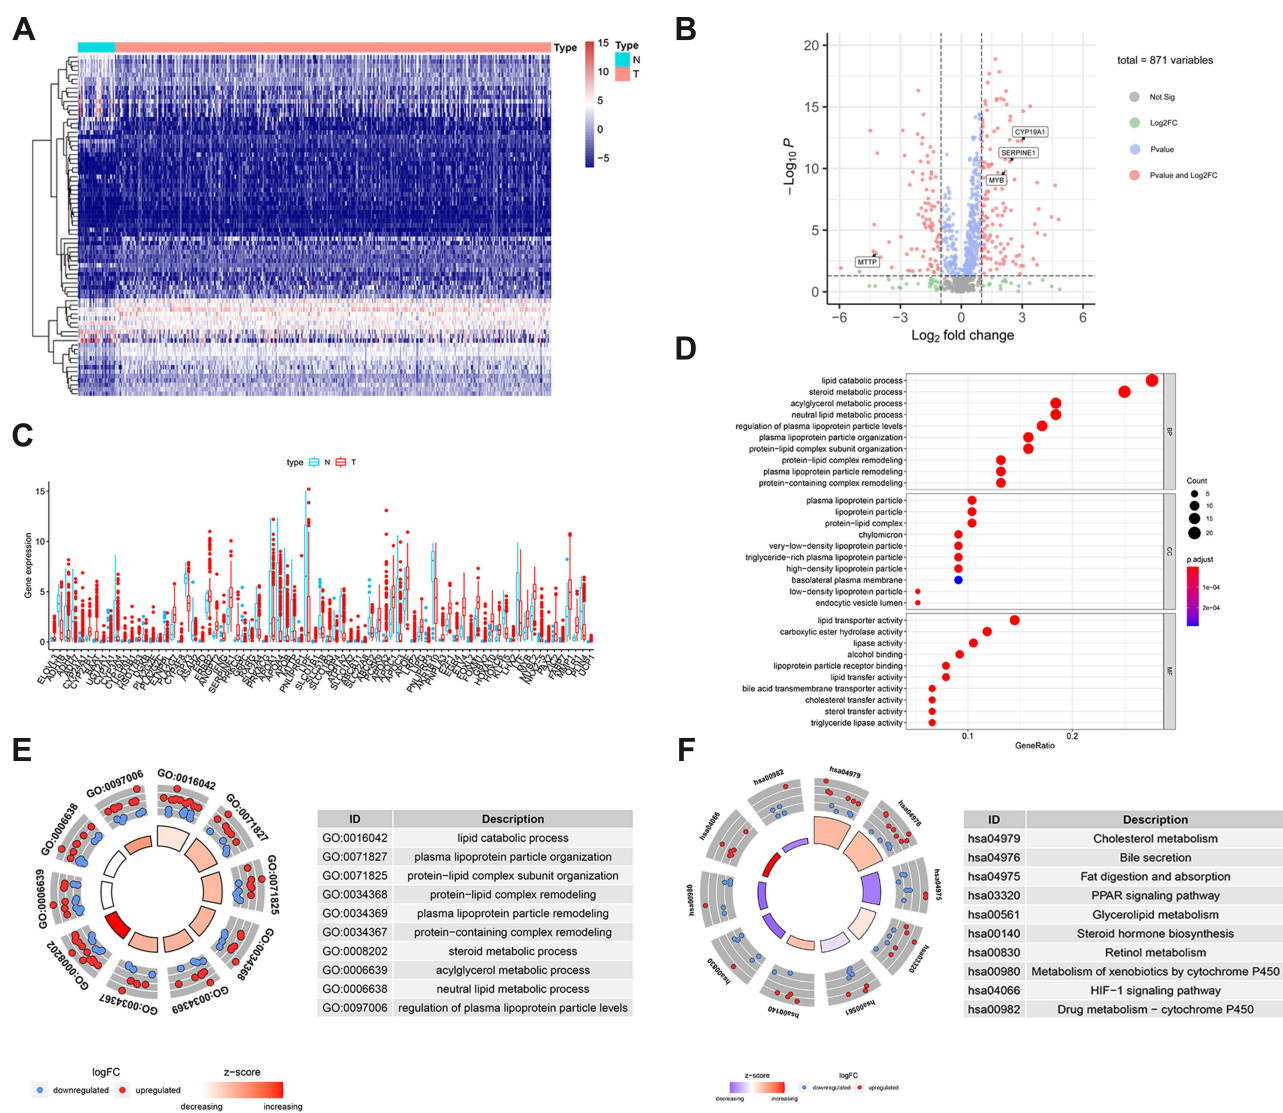 A
Type
15
10
5
0
−5
Type
N
T
B
20
15
10
5
0
−Log10 P
−6
−3
0
3
6
Log2 fold change
CYP19A1
SERPINE1
MYB
MTTP
total = 871 variables
Not Sig
Log2FC
Pvalue
Pvalue and Log2FC
C
type N T
Gene expression
15
10
5
0
D
lipid catabolic process
steroid metabolic process
acylglycerol metabolic process
neutral lipid metabolic process
regulation of plasma lipoprotein particle levels
plasma lipoprotein particle organization
protein−lipid complex subunit organization
protein−lipid complex remodeling
plasma lipoprotein particle remodeling
protein−containing complex remodeling
BP
plasma lipoprotein particle
lipoprotein particle
protein−lipid complex
chylomicron
very−low−density lipoprotein particle
triglyceride−rich plasma lipoprotein particle
high−density lipoprotein particle
basolateral plasma membrane
low−density lipoprotein particle
endocytic vesicle lumen
CC
lipid transporter activity
carboxylic ester hydrolase activity
lipase activity
alcohol binding
lipoprotein particle receptor binding
lipid transfer activity
bile acid transmembrane transporter activity
cholesterol transfer activity
sterol transfer activity
triglyceride lipase activity
MF
0.1
0.2
GeneRatio
Count
5
10
15
20
p.adjust
1e−04
2e−04
E
GO:0016042
GO:0071827
GO:0071825
GO:0034368
GO:0034369
GO:0034367
GO:0008202
GO:0006639
GO:0006638
GO:0097006
ID Description
GO:0016042 lipid catabolic process
GO:0071827 plasma lipoprotein particle organization
GO:0071825 protein−lipid complex subunit organization
GO:0034368 protein−lipid complex remodeling
GO:0034369 plasma lipoprotein particle remodeling
GO:0034367 protein−containing complex remodeling
GO:0008202 steroid metabolic process
GO:0006639 acylglycerol metabolic process
GO:0006638 neutral lipid metabolic process
GO:0097006 regulation of plasma lipoprotein particle levels
logFC
downregulated upregulated
z−score
decreasing increasing
F
hsa04979
hsa04976
hsa04975
hsa03320
hsa00561
hsa00140
hsa00830
hsa00980
hsa04066
hsa00982
ID Description
hsa04979 Cholesterol metabolism
hsa04976 Bile secretion
hsa04975 Fat digestion and absorption
hsa03320 PPAR signaling pathway
hsa00561 Glycerolipid metabolism
hsa00140 Steroid hormone biosynthesis
hsa00830 Retinol metabolism
hsa00980 Metabolism of xenobiotics by cytochrome P450
hsa04066 HIF−1 signaling pathway
hsa00982 Drug metabolism − cytochrome P450
z−score
decreasing increasing
logFC
downregulated upregulated